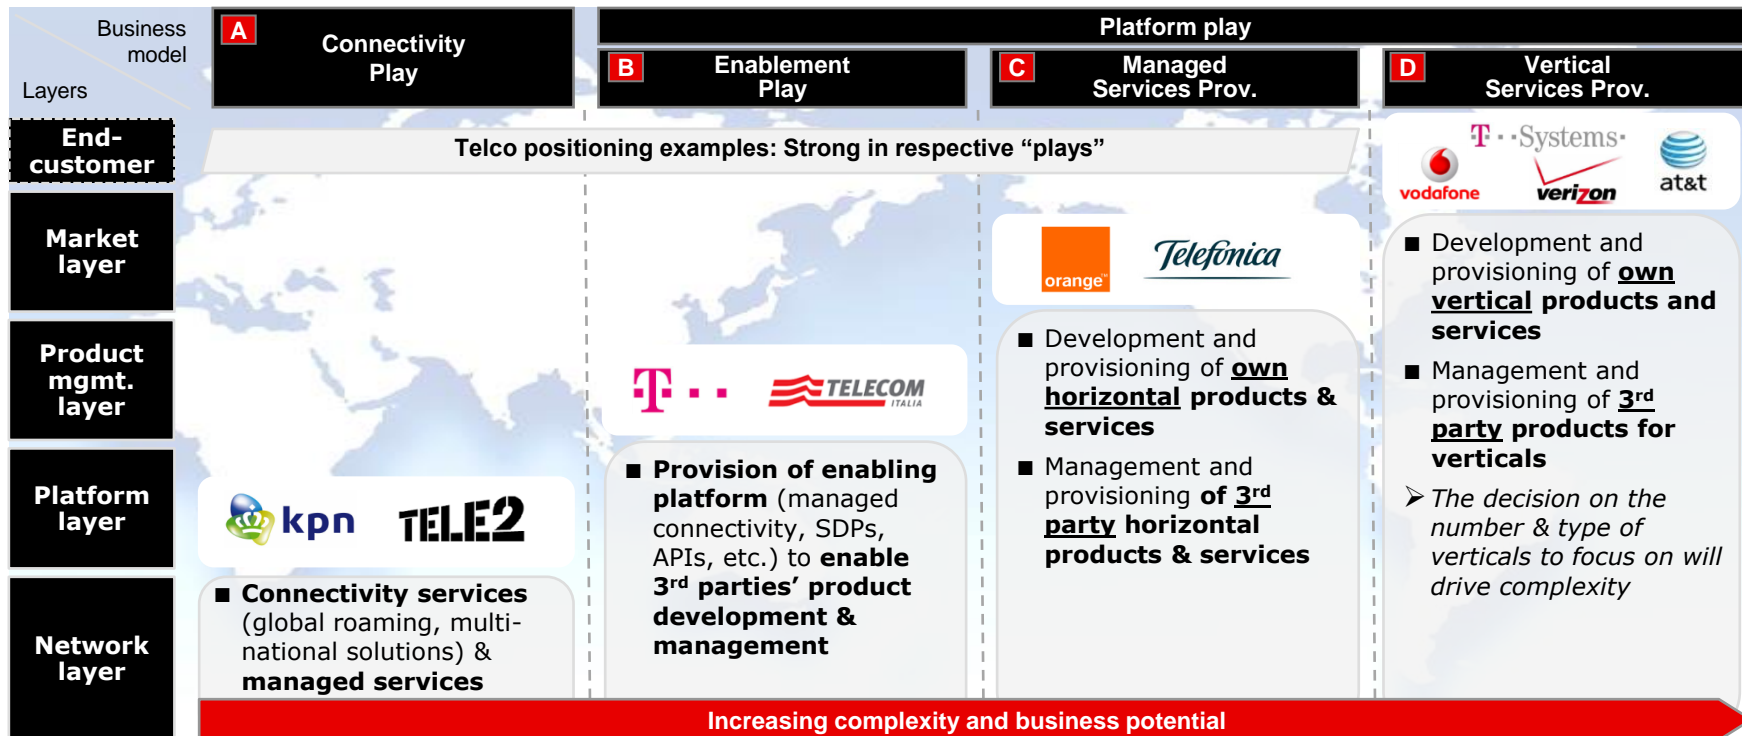 Business
model
Layers
A
Connectivity
Play
Platform play
B
Enablement
Play
C
Managed
Services Prov.
D
Vertical
Services Prov.
End-
customer
Market
layer
Product
mgmt.
layer
Platform
layer
Network
layer
Telco positioning examples: Strong in respective “plays”
kpn
TELE2
■ Connectivity services
(global roaming, multi-
national solutions) &
managed services
T··
TELECOM
ITALIA
■ Provision of enabling
platform (managed
connectivity, SDPs,
APIs, etc.) to enable
3rd parties’ product
development &
management
orange™
Telefonica
■ Development and
provisioning of own
horizontal products &
services
■ Management and
provisioning of 3rd
party horizontal
products & services
T··Systems·
vodafone
verizon
at&t
■ Development and
provisioning of own
vertical products and
services
■ Management and
provisioning of 3rd
party products for
verticals
➢ The decision on the
number & type of
verticals to focus on will
drive complexity
Increasing complexity and business potential